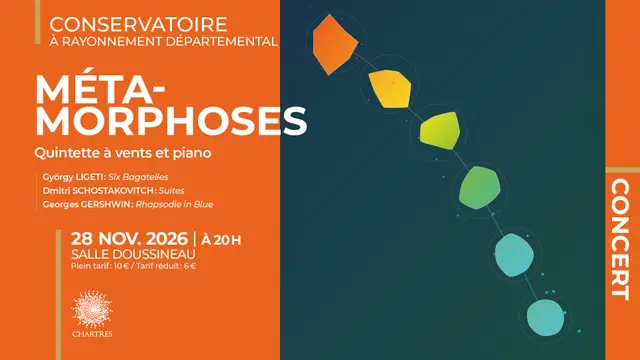 CONSERVATOIRE
À RAYONNEMENT DÉPARTEMENTAL
MÉTA-
MORPHOSES
Quintette à vents et piano
György LIGETI : Six Bagatelles
Dmitri SCHOSTAKOVITCH : Suites
Georges GERSHWIN : Rhapsodie in Blue
28 NOV. 2026 | À 20 H
SALLE DOUSSINEAU
Plein tarif : 10 € / Tarif réduit : 6 €
CHARTRES
CONCERT